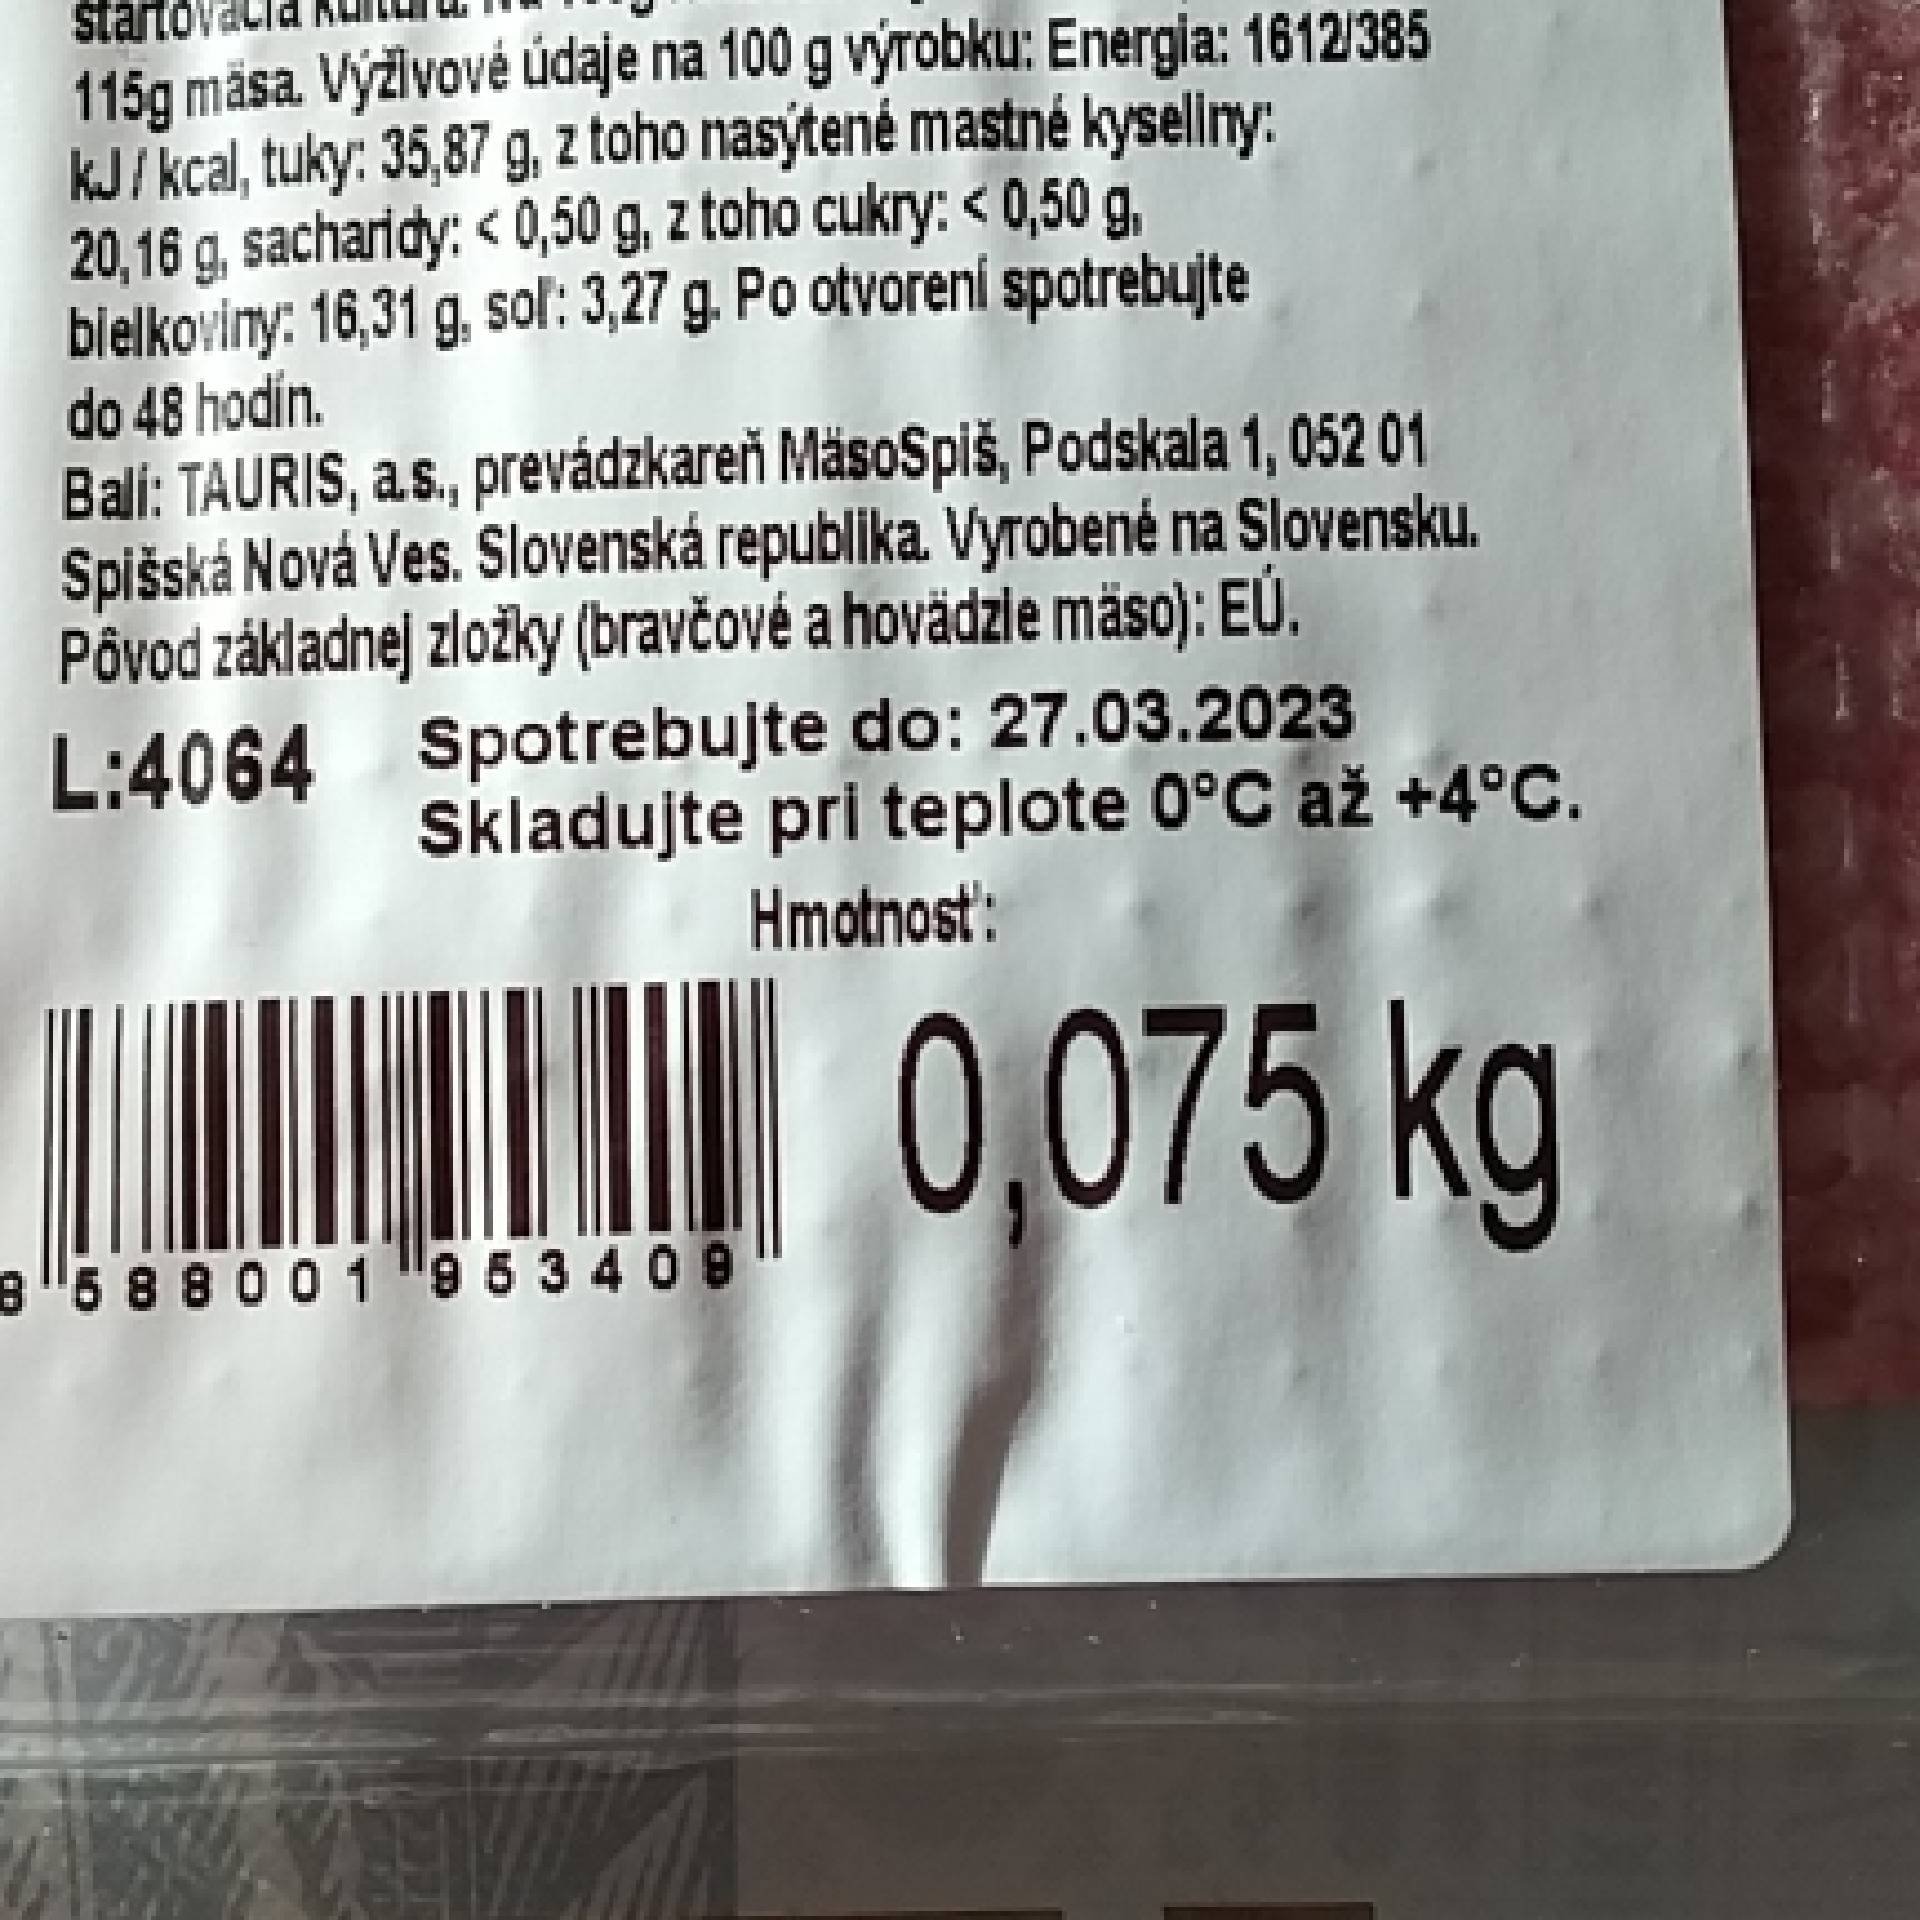 štartovacia kultúra. Na
115g mäsa. Výživové údaje na 100 g výrobku: Energia: 1612/385
kJ / kcal, tuky: 35,87 g, z toho nasýtené mastné kyseliny:
20,16 g, sacharidy: < 0,50 g, z toho cukry: < 0,50 g,
bielkoviny: 16,31 g, soľ: 3,27 g. Po otvorení spotrebujte
do 48 hodín.
Balí: TAURIS, a.s., prevádzkareň MäsoSpiš, Podskala 1, 052 01
Spišská Nová Ves. Slovenská republika. Vyrobené na Slovensku.
Pôvod základnej zložky (bravčové a hovädzie mäso): EÚ.
L:4064
Spotrebujte do: 27.03.2023
Skladujte pri teplote 0°C až +4°C.
Hmotnosť:
0,075 kg
8 588001 953409